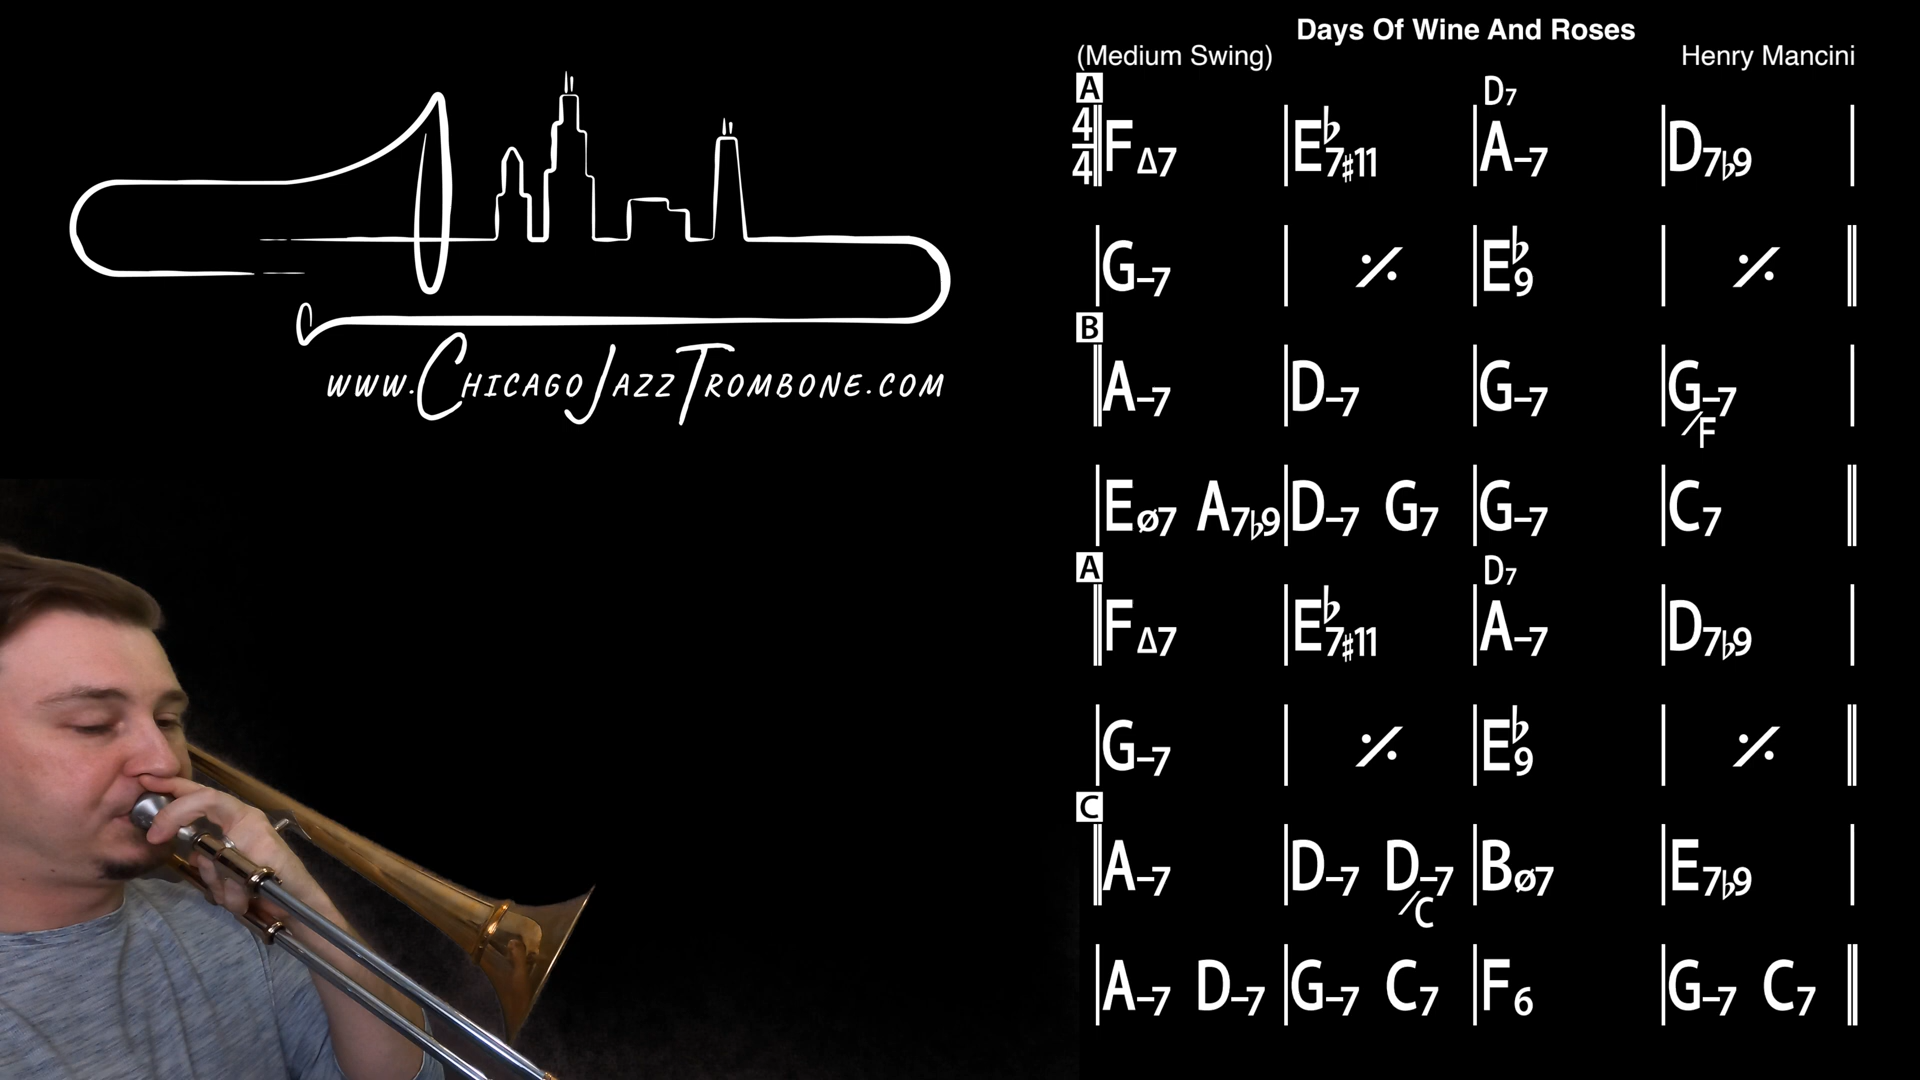 www.ChicagoJazzTrombone.com
Days Of Wine And Roses
(Medium Swing) Henry Mancini
A
D7
4/4 FΔ7 | E♭7♯11 | A–7 | D7♭9 |
| G–7 | 𝄎 | E♭9 | 𝄎 ||
B
|| A–7 | D–7 | G–7 | G–7/F |
| Eø7 A7♭9 | D–7 G7 | G–7 | C7 ||
A
D7
|| FΔ7 | E♭7♯11 | A–7 | D7♭9 |
| G–7 | 𝄎 | E♭9 | 𝄎 ||
C
|| A–7 | D–7 D–7/C | Bø7 | E7♭9 |
| A–7 D–7 | G–7 C7 | F6 | G–7 C7 ||